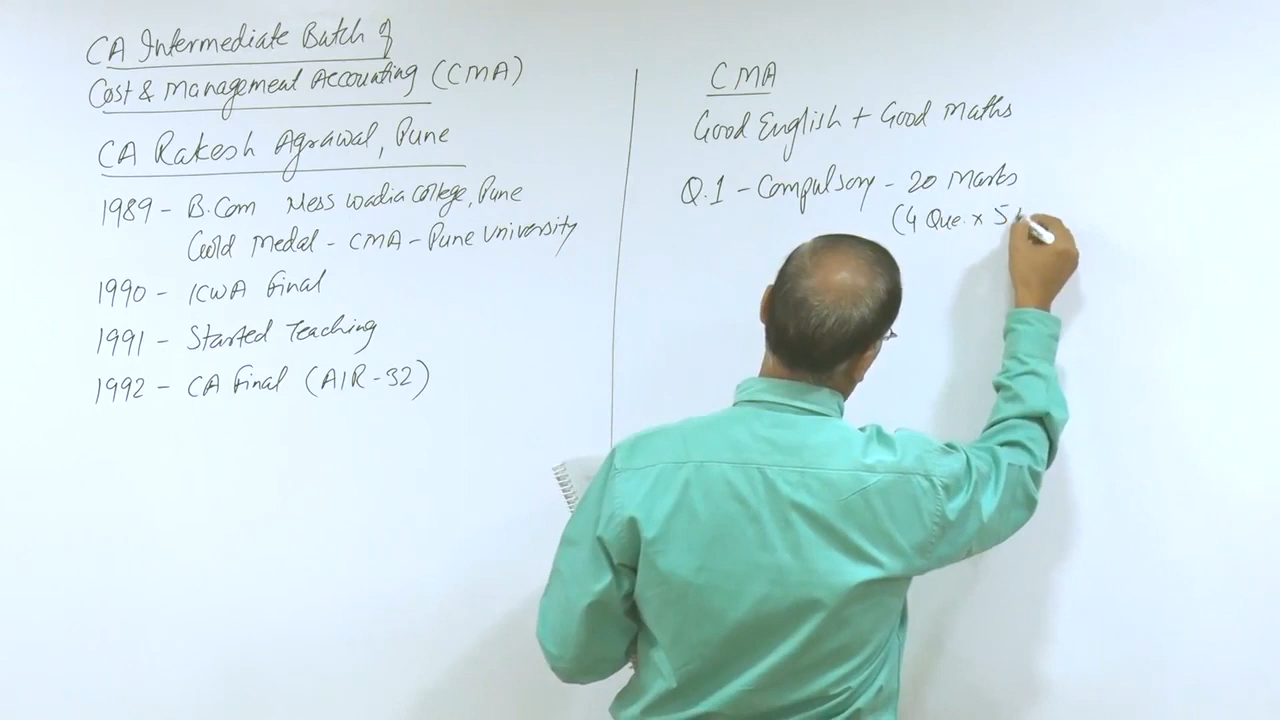 CA Intermediate Batch of
Cost & Management Accounting (CMA)
CA Rakesh Agrawal, Pune
1989 - B.Com Ness Wadia College, Pune
Gold Medal - CMA - Pune University
1990 - ICWA Final
1991 - Started Teaching
1992 - CA Final (AIR - 32)
CMA
Good English + Good Maths
Q.1 - Compulsory - 20 Marks
(4 Que. x 5